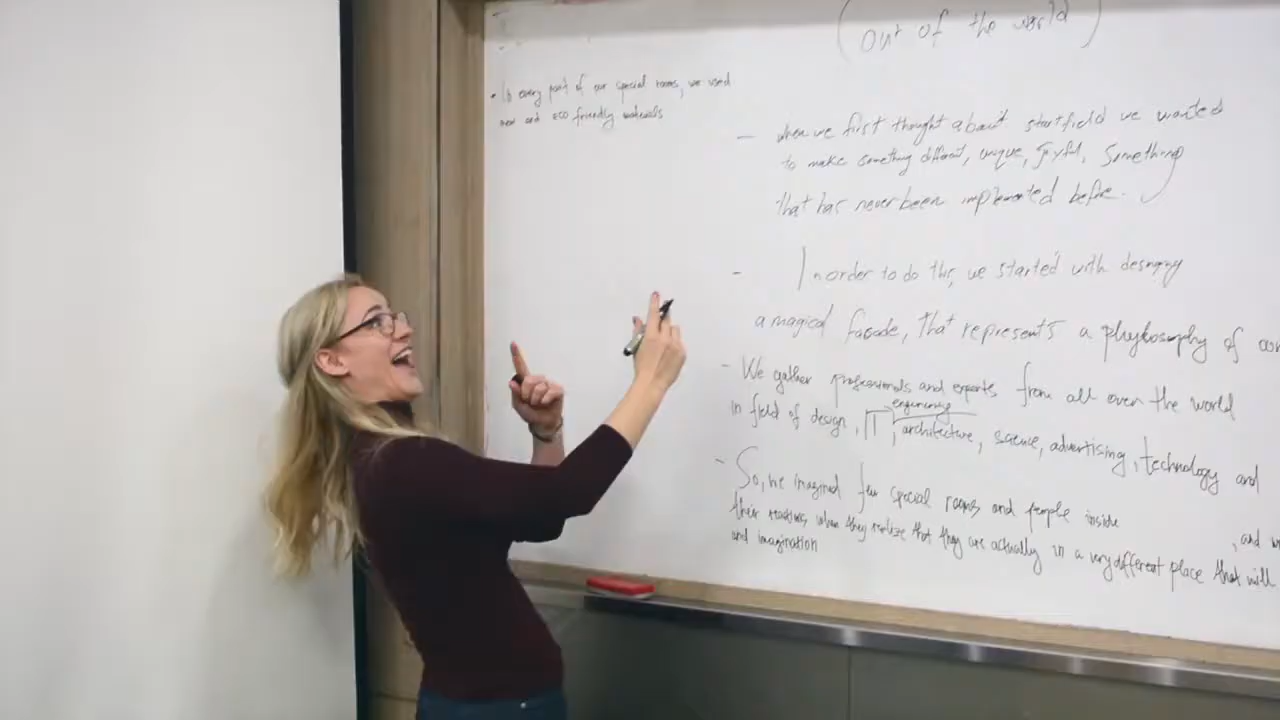 (out of the world)
• In every part of our special rooms, we used
new and eco friendly materials
- when we first thought about startfield we wanted
to make something different, unique, joyful, something
that has never been implemented before.
- In order to do this, we started with
a magical facade, that represents a phylosophy of
- We gather professionals and experts from all over the world
engineering
in field of design, IT, architecture, science, advertising, technology and
- So, we imagined few special rooms and people inside
their reactions when they realize that they are actually in a very different place that will
and imagination
, and